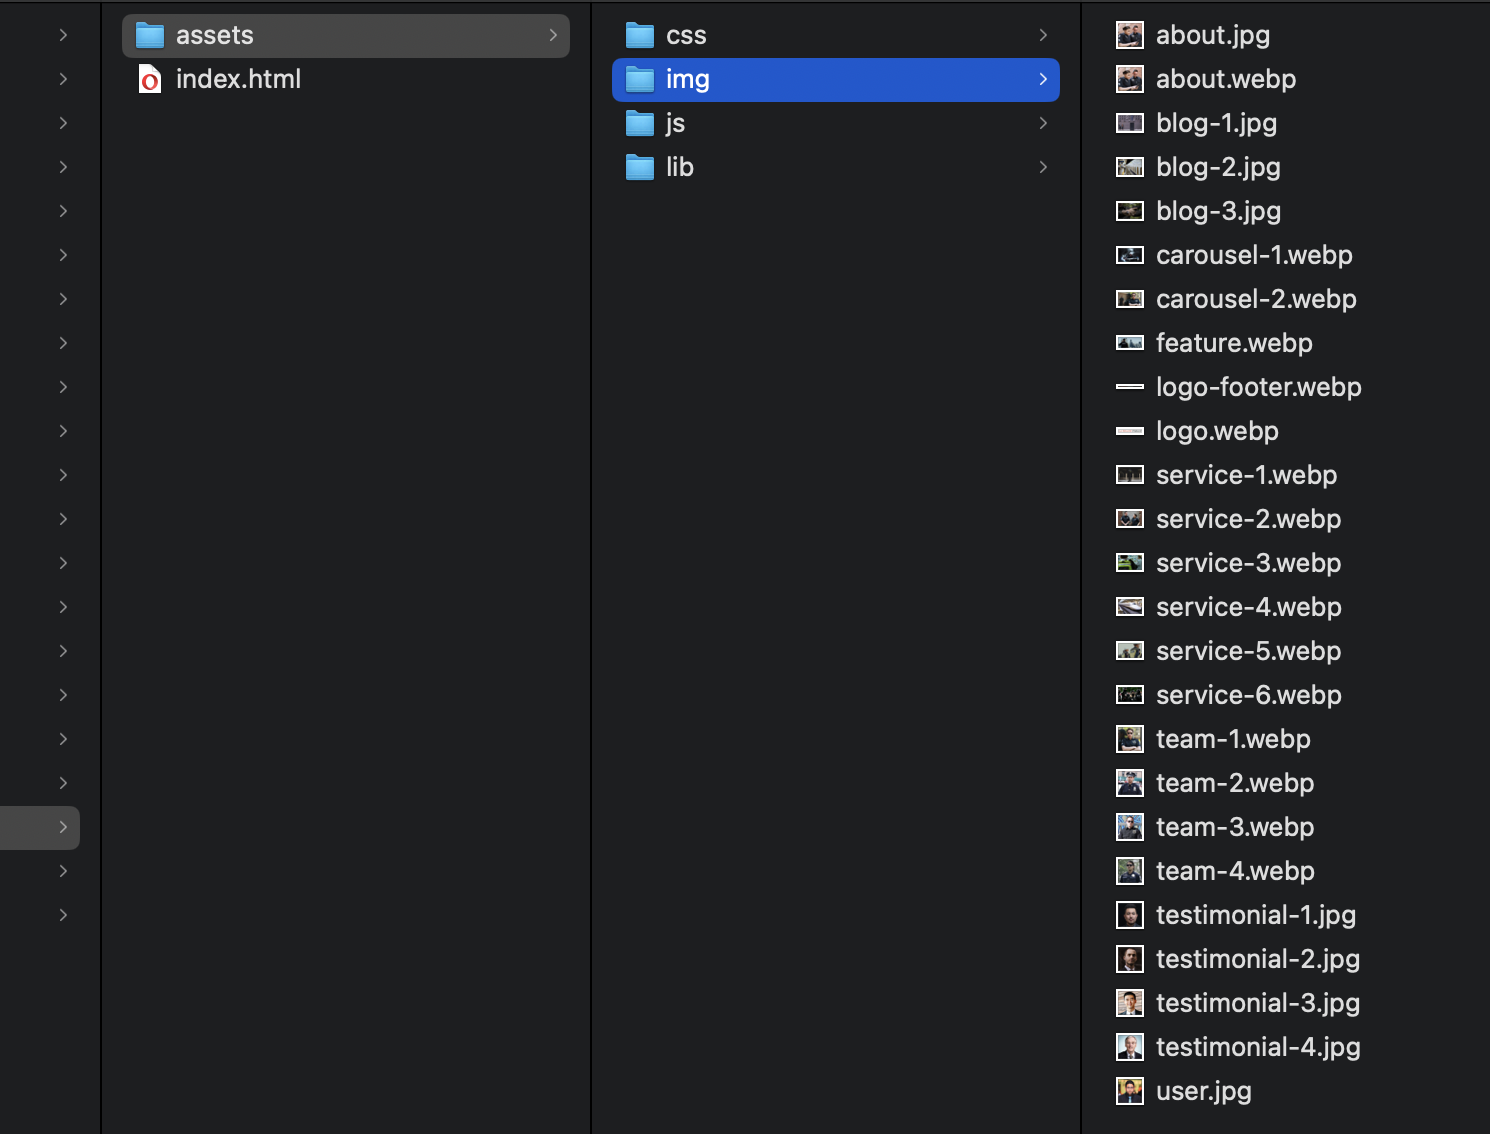 assets
index.html
css
img
js
lib
about.jpg
about.webp
blog-1.jpg
blog-2.jpg
blog-3.jpg
carousel-1.webp
carousel-2.webp
feature.webp
logo-footer.webp
logo.webp
service-1.webp
service-2.webp
service-3.webp
service-4.webp
service-5.webp
service-6.webp
team-1.webp
team-2.webp
team-3.webp
team-4.webp
testimonial-1.jpg
testimonial-2.jpg
testimonial-3.jpg
testimonial-4.jpg
user.jpg